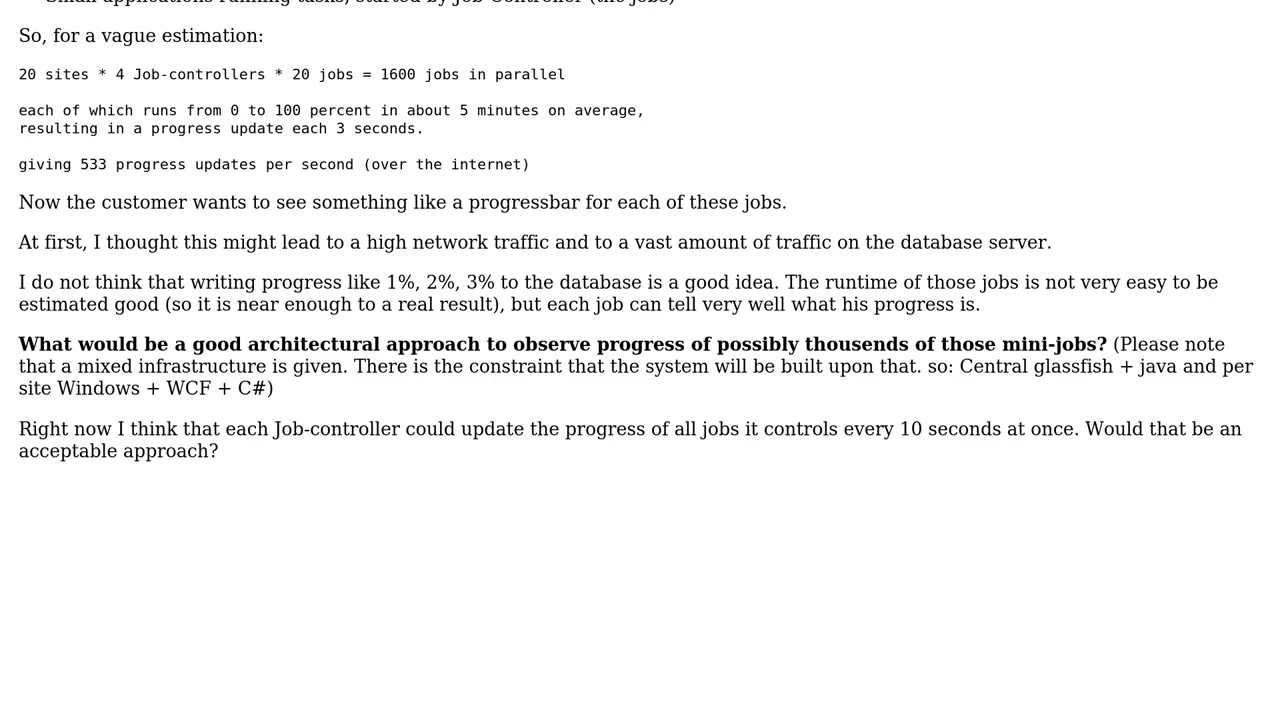 Small applications running tasks, started by Job-Controller (the jobs)
So, for a vague estimation:
20 sites * 4 Job-controllers * 20 jobs = 1600 jobs in parallel
each of which runs from 0 to 100 percent in about 5 minutes on average,
resulting in a progress update each 3 seconds.
giving 533 progress updates per second (over the internet)
Now the customer wants to see something like a progressbar for each of these jobs.
At first, I thought this might lead to a high network traffic and to a vast amount of traffic on the database server.
I do not think that writing progress like 1%, 2%, 3% to the database is a good idea. The runtime of those jobs is not very easy to be
estimated good (so it is near enough to a real result), but each job can tell very well what his progress is.
What would be a good architectural approach to observe progress of possibly thousends of those mini-jobs? (Please note
that a mixed infrastructure is given. There is the constraint that the system will be built upon that. so: Central glassfish + java and per
site Windows + WCF + C#)
Right now I think that each Job-controller could update the progress of all jobs it controls every 10 seconds at once. Would that be an
acceptable approach?